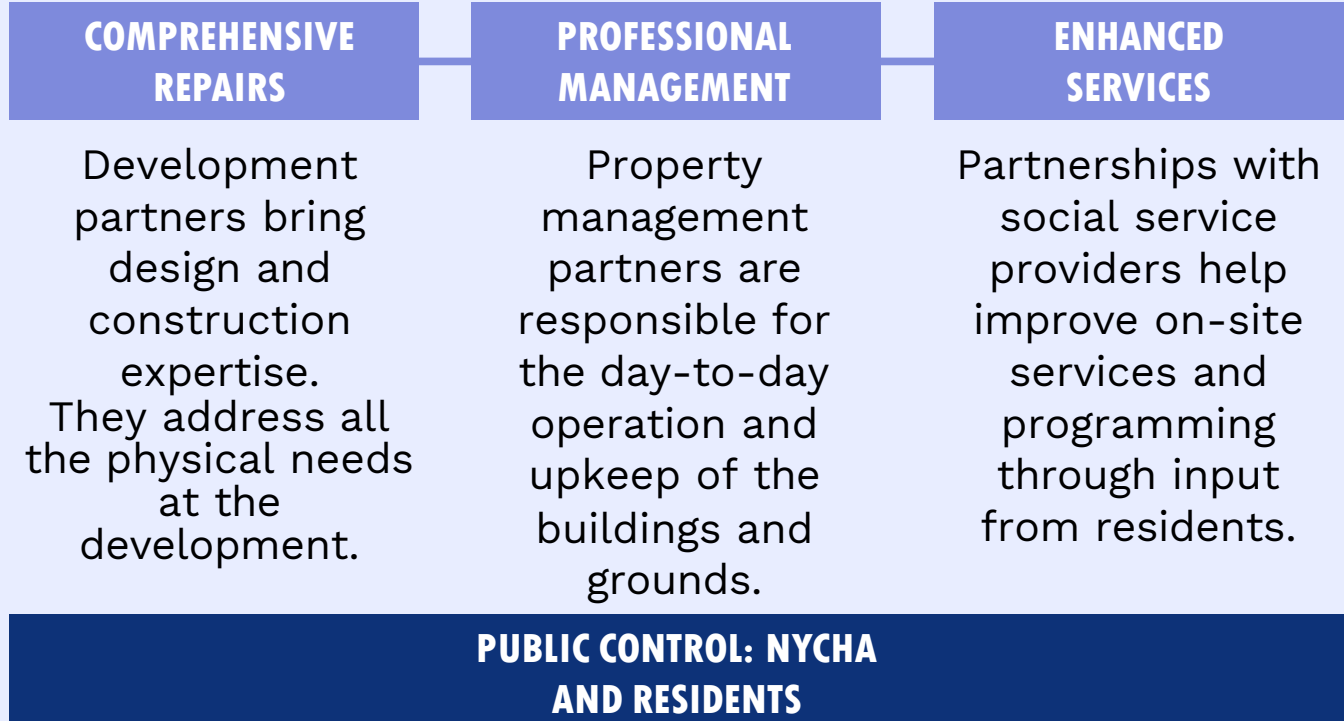 COMPREHENSIVE
REPAIRS
Development
partners bring
design and
construction
expertise.
They address all
the physical needs
at the
development.
PROFESSIONAL
MANAGEMENT
Property
management
partners are
responsible for
the day-to-day
operation and
upkeep of the
buildings and
grounds.
ENHANCED
SERVICES
Partnerships with
social service
providers help
improve on-site
services and
programming
through input
from residents.
PUBLIC CONTROL: NYCHA
AND RESIDENTS